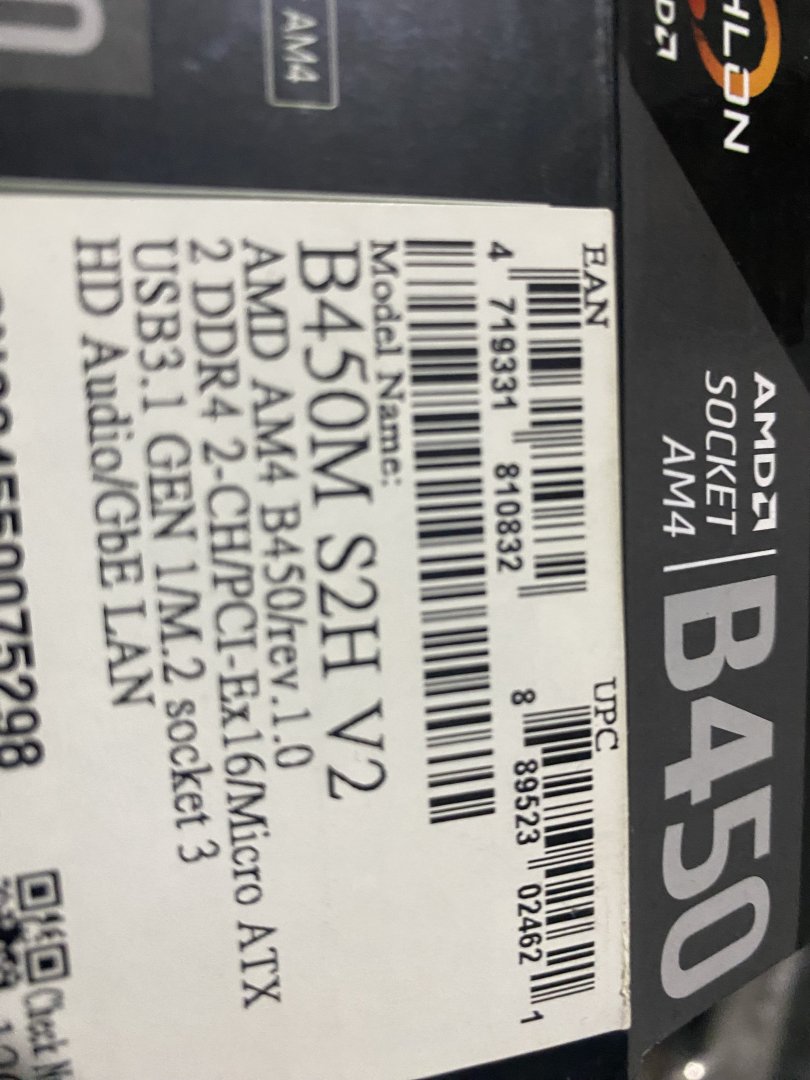 AM4
AMD
AMD
SOCKET
AM4
B450
EAN
4 719331 810832
UPC
8 89523 02462 1
Model Name:
B450M S2H V2
AMD AM4 B450/rev.1.0
2 DDR4 2-CH/PCI-Ex16/Micro ATX
USB3.1 GEN 1/M.2 socket 3
HD Audio/GbE LAN
Check